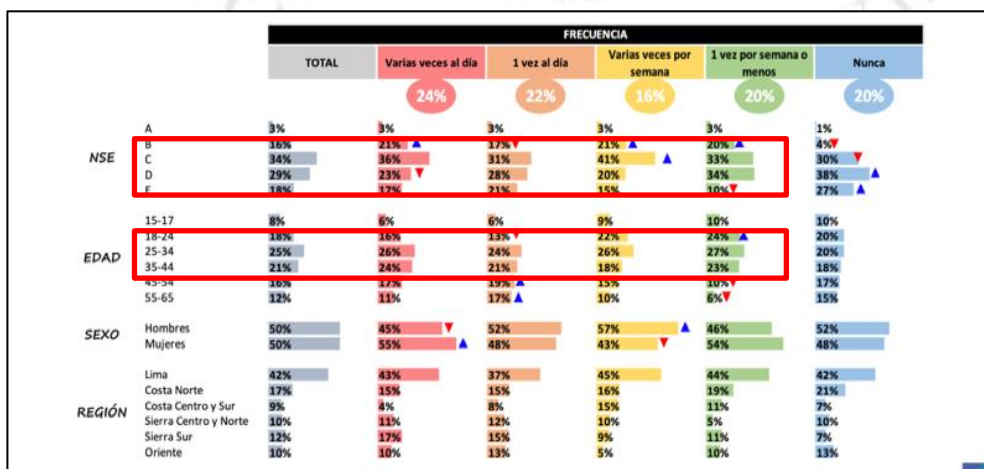 FRECUENCIA
TOTAL Varias veces al día 1 vez al día Varias veces por semana 1 vez por semana o menos Nunca
24% 22% 16% 20% 20%
NSE
A 3% 3% 3% 3% 3% 1%
B 16% 21% 17% 21% 20% 4%
C 34% 36% 31% 41% 33% 30%
D 29% 23% 28% 20% 34% 38%
E 18% 17% 21% 15% 10% 27%
EDAD
15-17 8% 6% 6% 9% 10% 10%
18-24 18% 16% 13% 22% 24% 20%
25-34 25% 26% 24% 26% 27% 20%
35-44 21% 24% 21% 18% 23% 18%
45-54 16% 17% 19% 15% 10% 17%
55-65 12% 11% 17% 10% 6% 15%
SEXO
Hombres 50% 45% 52% 57% 46% 52%
Mujeres 50% 55% 48% 43% 54% 48%
REGIÓN
Lima 42% 43% 37% 45% 44% 42%
Costa Norte 17% 15% 15% 16% 19% 21%
Costa Centro y Sur 9% 4% 8% 15% 11% 7%
Sierra Centro y Norte 10% 11% 12% 10% 5% 10%
Sierra Sur 12% 17% 15% 9% 11% 7%
Oriente 10% 10% 13% 5% 10% 13%